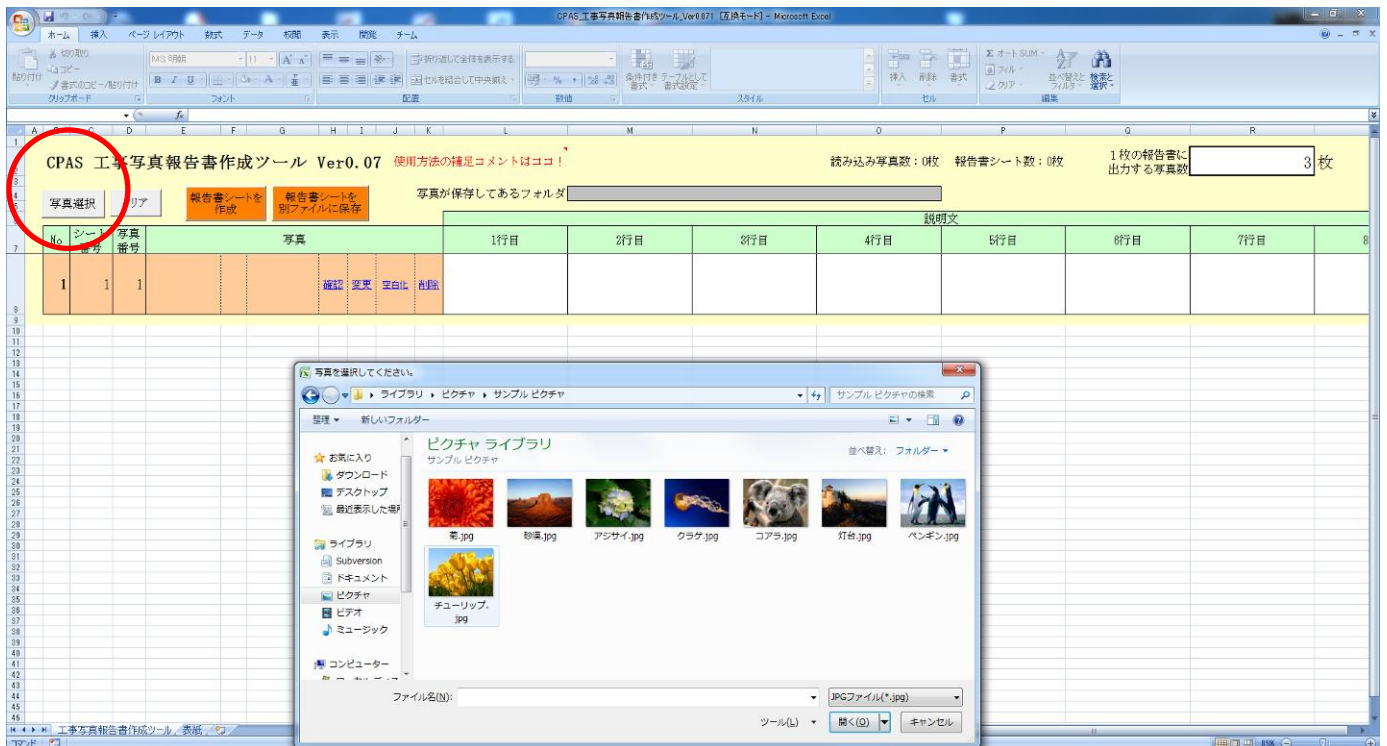 CPAS_工事写真報告書作成ツール_Ver0.071 [互換モード] - Microsoft Excel
ホーム 挿入 ページ レイアウト 数式 データ 校閲 表示 開発 チーム
切り取り
コピー
書式のコピー/貼り付け
貼り付け
MS 明朝 11
折り返して全体を表示する
セルを結合して中央揃え
条件付き書式 テーブルとして書式設定
挿入 削除 書式
Σ オート SUM
フィル
クリア
並べ替えとフィルタ 検索と選択
クリップボード フォント 配置 数値 スタイル セル 編集
fx
A C D E F G H I J K L M N O P Q R
CPAS 工事写真報告書作成ツール Ver0.07 使用方法の補足コメントはココ!
読み込み写真数:0枚 報告書シート数:0枚
1枚の報告書に
出力する写真数 3 枚
写真選択
報告書シートを
作成
報告書シートを
別ファイルに保存
写真が保存してあるフォルダ
説明文
No シート番号 写真番号 写真 1行目 2行目 3行目 4行目 5行目 6行目 7行目 8
1 1 1 確認 変更 空白化 削除
写真を選択してください。
ライブラリ ピクチャ サンプル ピクチャ
サンプル ピクチャの検索
整理 新しいフォルダー
お気に入り
ダウンロード
デスクトップ
最近表示した場所
ライブラリ
Subversion
ドキュメント
ピクチャ
ビデオ
ミュージック
コンピューター
ピクチャ ライブラリ
サンプル ピクチャ
並べ替え: フォルダー
菊.jpg 砂漠.jpg アジサイ.jpg クラゲ.jpg コアラ.jpg 灯台.jpg ペンギン.jpg
チューリップ.
jpg
ファイル名(N):
JPGファイル(*.jpg)
ツール(L) 開く(O) キャンセル
工事写真報告書作成ツール 表紙
コマンド
85%